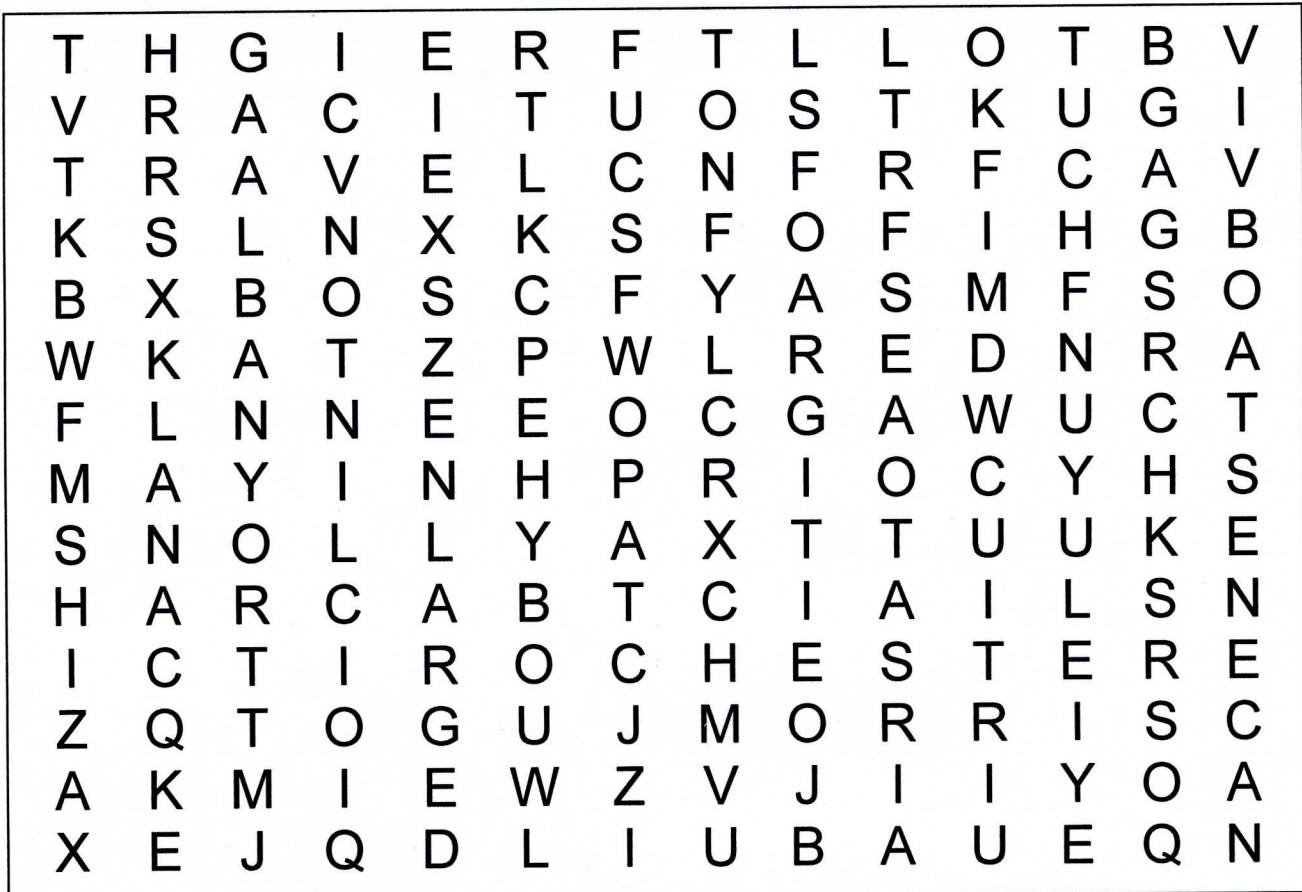 T H G I E R F T L L O T B V
V R A C I T U O S T K U G I
T R A V E L C N F R F C A V
K S L N X K S F O F I H G B
B X B O S C F Y A S M F S O
W K A T Z P W L R E D N R A
F L N N E E O C G A W U C T
M A Y I N H P R I O C Y H S
S N O L L Y A X T T U U K E
H A R C A B T C I A I L S N
I C T I R O C H E S T E R E
Z Q T O G U J M O R R I S C
A K M I E W Z V J I I Y O A
X E J Q D L I U B A U E Q N